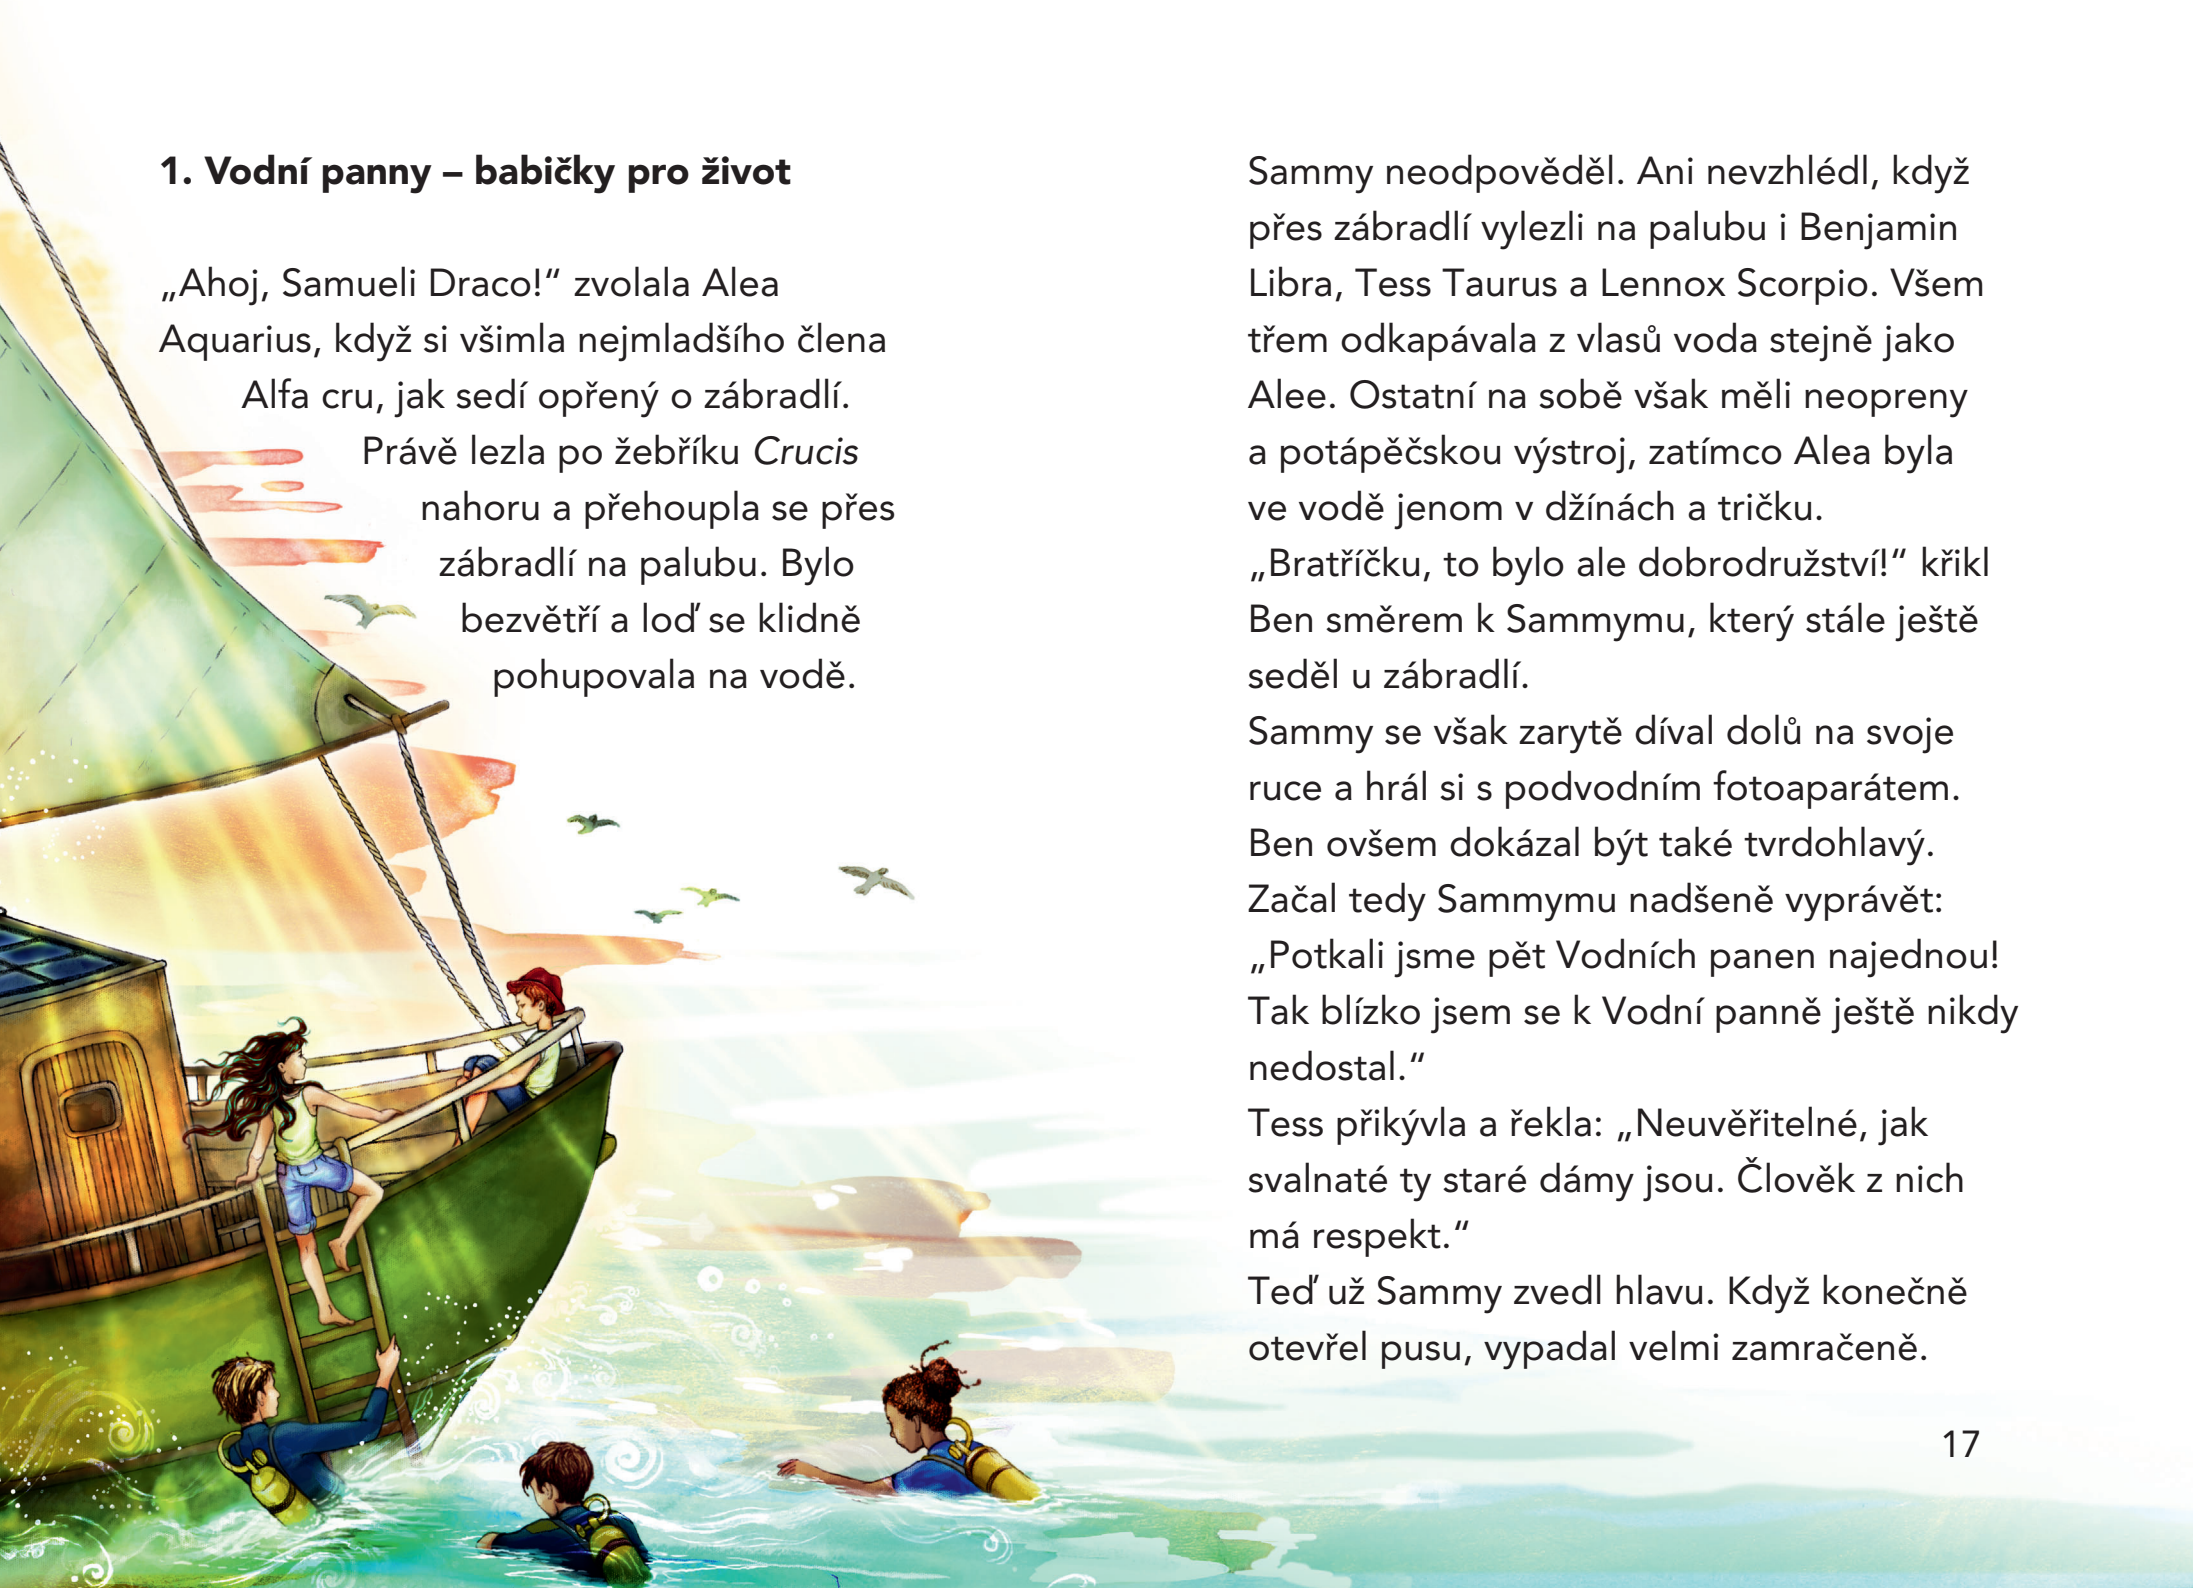 1. Vodní panny – babičky pro život
„Ahoj, Samueli Draco!“ zvolala Alea
Aquarius, když si všimla nejmladšího člena
Alfa cru, jak sedí opřený o zábradlí.
Právě lezla po žebříku Crucis
nahoru a přehoupla se přes
zábradlí na palubu. Bylo
bezvětří a loď se klidně
pohupovala na vodě.
Sammy neodpověděl. Ani nevzhlédl, když
přes zábradlí vylezli na palubu i Benjamin
Libra, Tess Taurus a Lennox Scorpio. Všem
třem odkapávala z vlasů voda stejně jako
Alee. Ostatní na sobě však měli neopreny
a potápěčskou výstroj, zatímco Alea byla
ve vodě jenom v džínách a tričku.
„Bratříčku, to bylo ale dobrodružství!“ křikl
Ben směrem k Sammymu, který stále ještě
seděl u zábradlí.
Sammy se však zarytě díval dolů na svoje
ruce a hrál si s podvodním fotoaparátem.
Ben ovšem dokázal být také tvrdohlavý.
Začal tedy Sammymu nadšeně vyprávět:
„Potkali jsme pět Vodních panen najednou!
Tak blízko jsem se k Vodní panně ještě nikdy
nedostal.“
Tess přikývla a řekla: „Neuvěřitelné, jak
svalnaté ty staré dámy jsou. Člověk z nich
má respekt.“
Teď už Sammy zvedl hlavu. Když konečně
otevřel pusu, vypadal velmi zamračeně.
17